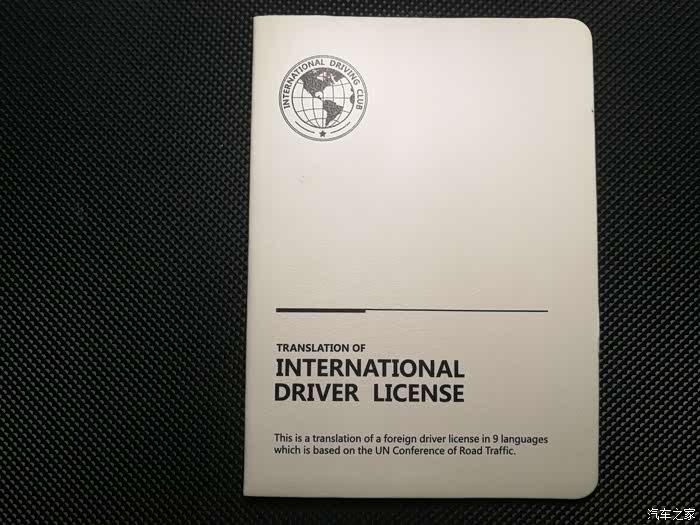 INTERNATIONAL DRIVING CLUB
TRANSLATION OF
INTERNATIONAL
DRIVER LICENSE
This is a translation of a foreign driver license in 9 languages
which is based on the UN Conference of Road Traffic.
汽车之家